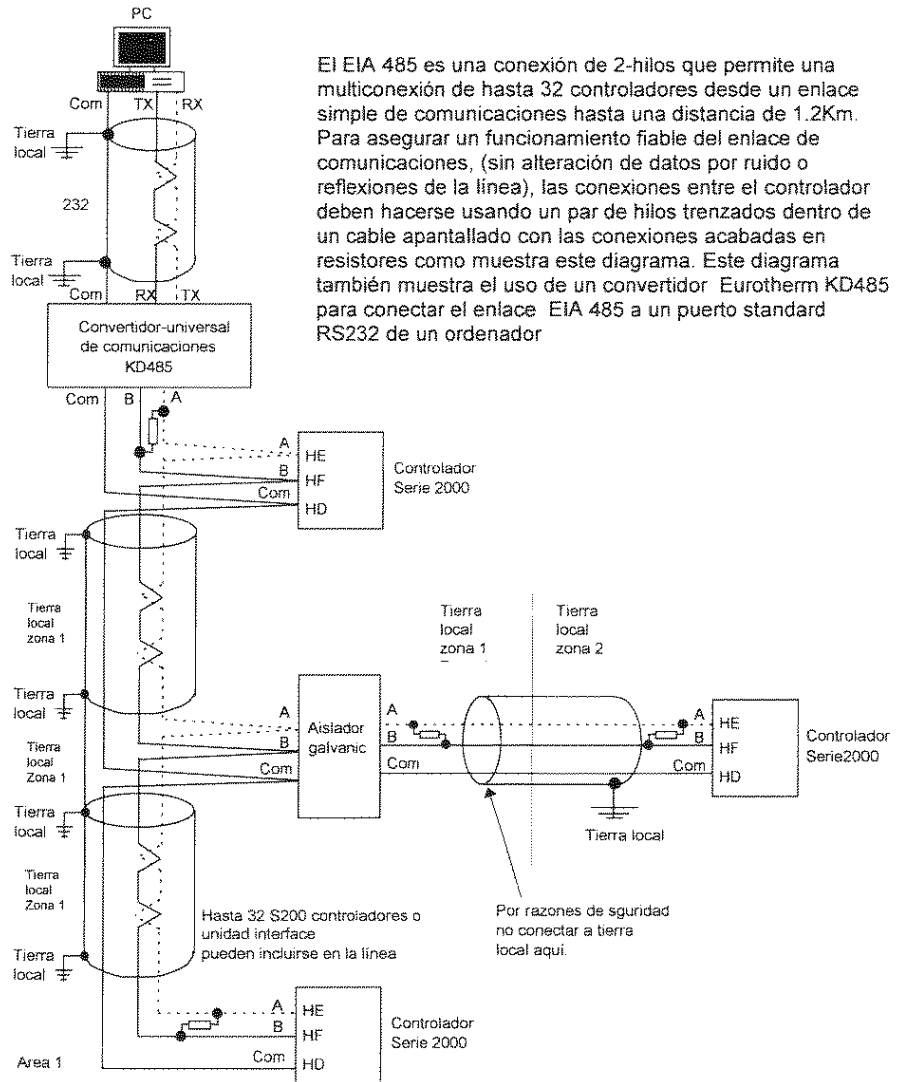 PC
El EIA 485 es una conexión de 2-hilos que permite una
multiconexión de hasta 32 controladores desde un enlace
simple de comunicaciones hasta una distancia de 1.2Km.
Para asegurar un funcionamiento fiable del enlace de
comunicaciones, (sin alteración de datos por ruido o
reflexiones de la línea), las conexiones entre el controlador
deben hacerse usando un par de hilos trenzados dentro de
un cable apantallado con las conexiones acabadas en
resistores como muestra este diagrama. Este diagrama
también muestra el uso de un convertidor Eurotherm KD485
para conectar el enlace EIA 485 a un puerto standard
RS232 de un ordenador
Com TX RX
Tierra
local
232
Tierra
local
Com RX TX
Convertidor-universal
de comunicaciones
KD485
Com B A
A HE
B HF
Com HD
Controlador
Serie 2000
Tierra
local
Tierra
local
zona 1
Tierra
local
zona 1
Tierra
local
zona 2
Tierra
local
A
B
Com
Aislador
galvanic
A
B
Com
A HE
B HF
Com HD
Controlador
Serie2000
Tierra
local
Zona 1
Tierra
local
Tierra local
Tierra
local
Zona 1
Hasta 32 S200 controladores o
unidad interface
pueden incluirse en la línea
Por razones de sguridad
no conectar a tierra
local aquí.
Tierra
local
A HE
B HF
Com HD
Controlador
Serie 2000
Area 1